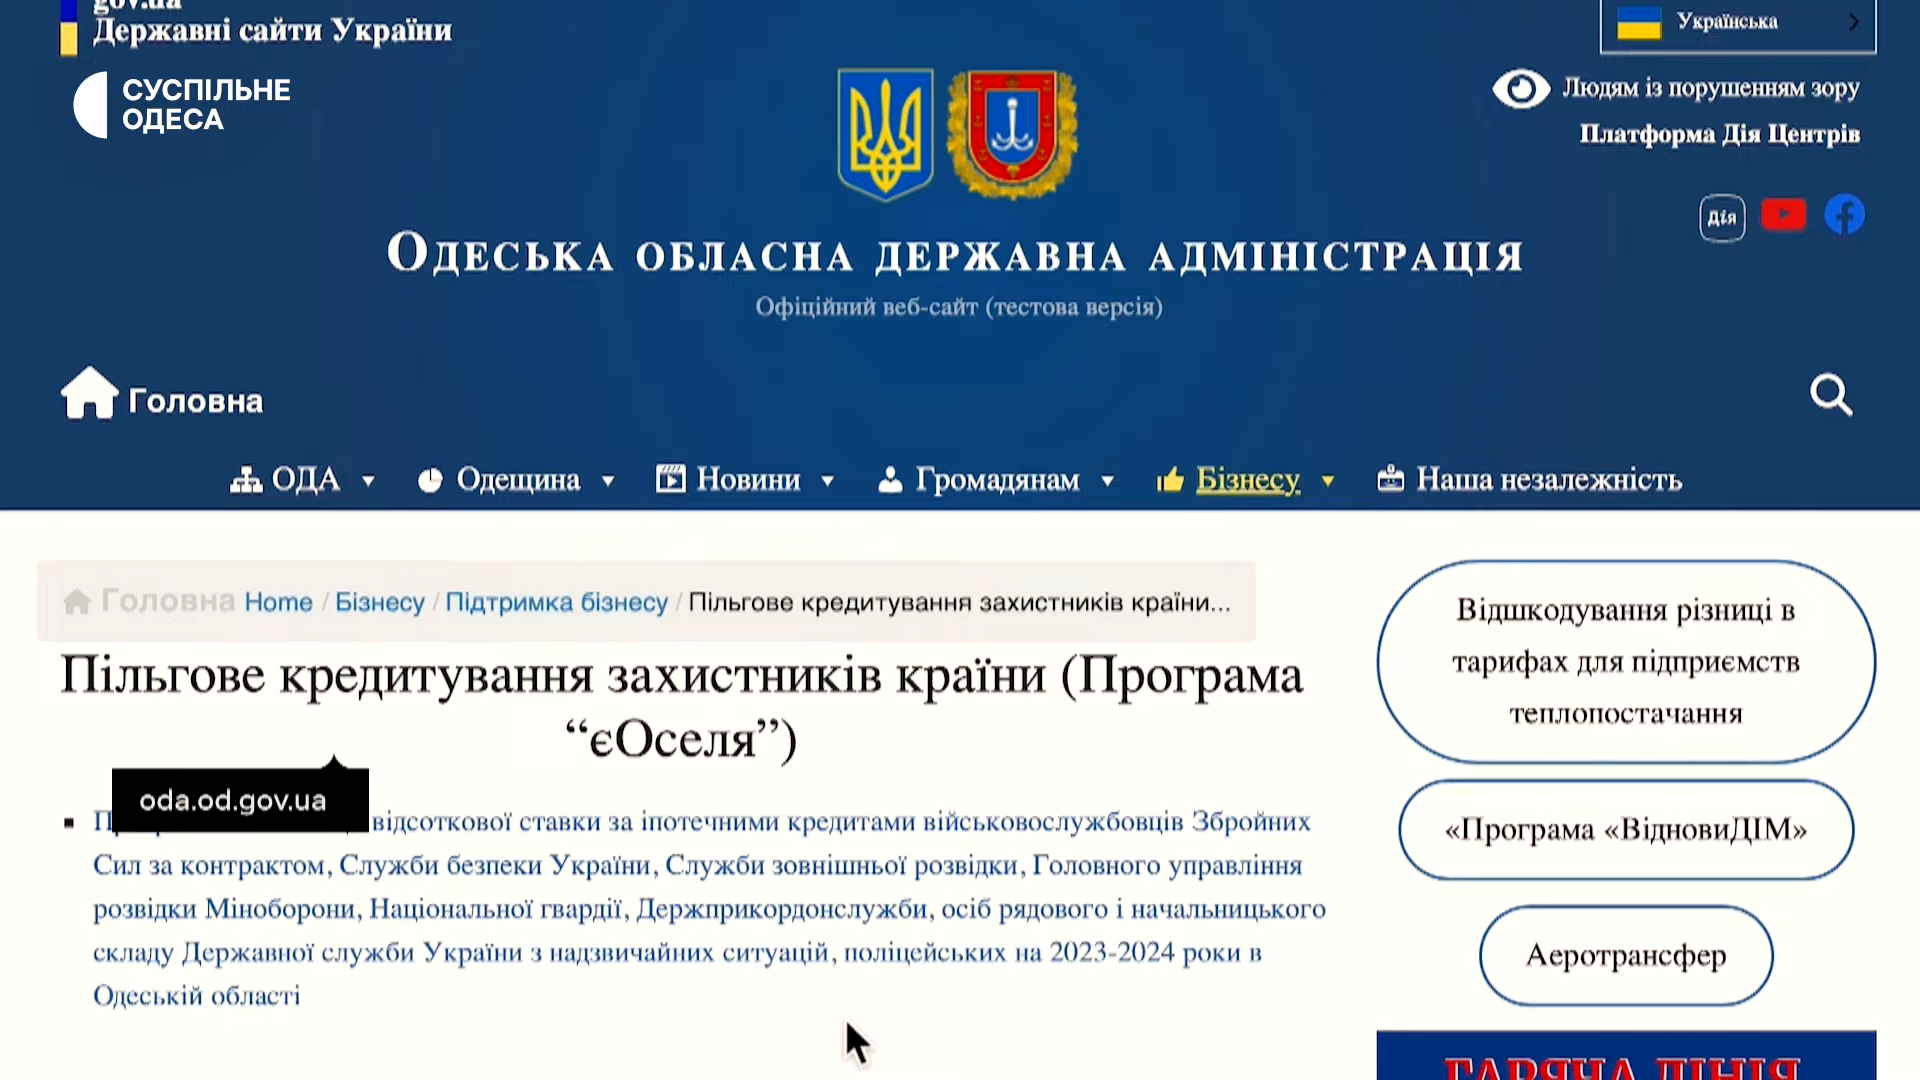 gov.ua
Державні сайти України
Українська
СУСПІЛЬНЕ
ОДЕСА
Людям із порушенням зору
Платформа Дія Центрів
Дія
Одеська обласна державна адміністрація
Офіційний веб-сайт (тестова версія)
Головна
ОДА
Одещина
Новини
Громадянам
Бізнесу
Наша незалежність
Головна Home / Бізнесу / Підтримка бізнесу / Пільгове кредитування захистників країни...
Пільгове кредитування захистників країни (Програма
“єОселя”)
oda.od.gov.ua
відсоткової ставки за іпотечними кредитами військовослужбовців Збройних
Сил за контрактом, Служби безпеки України, Служби зовнішньої розвідки, Головного управління
розвідки Міноборони, Національної гвардії, Держприкордонслужби, осіб рядового і начальницького
складу Державної служби України з надзвичайних ситуацій, поліцейських на 2023-2024 роки в
Одеській області
Відшкодування різниці в
тарифах для підприємств
теплопостачання
«Програма «ВідновиДІМ»
Аеротрансфер
ГАРЯЧА ЛІНІЯ